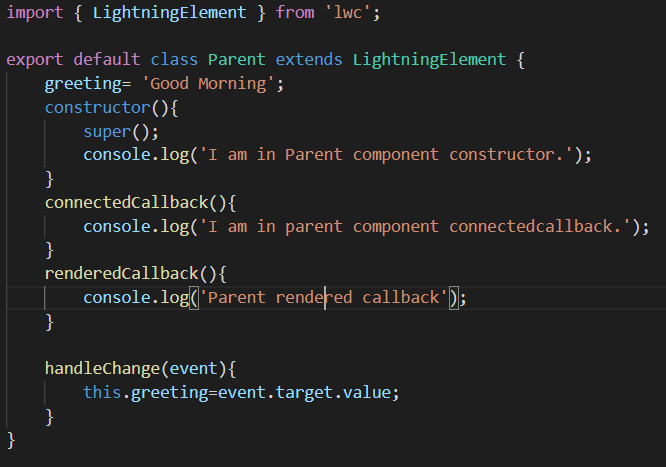 import { LightningElement } from 'lwc';
export default class Parent extends LightningElement {
greeting= 'Good Morning';
constructor(){
super();
console.log('I am in Parent component constructor.');
}
connectedCallback(){
console.log('I am in parent component connectedcallback.');
}
renderedCallback(){
console.log('Parent rendered callback');
}
handleChange(event){
this.greeting=event.target.value;
}
}